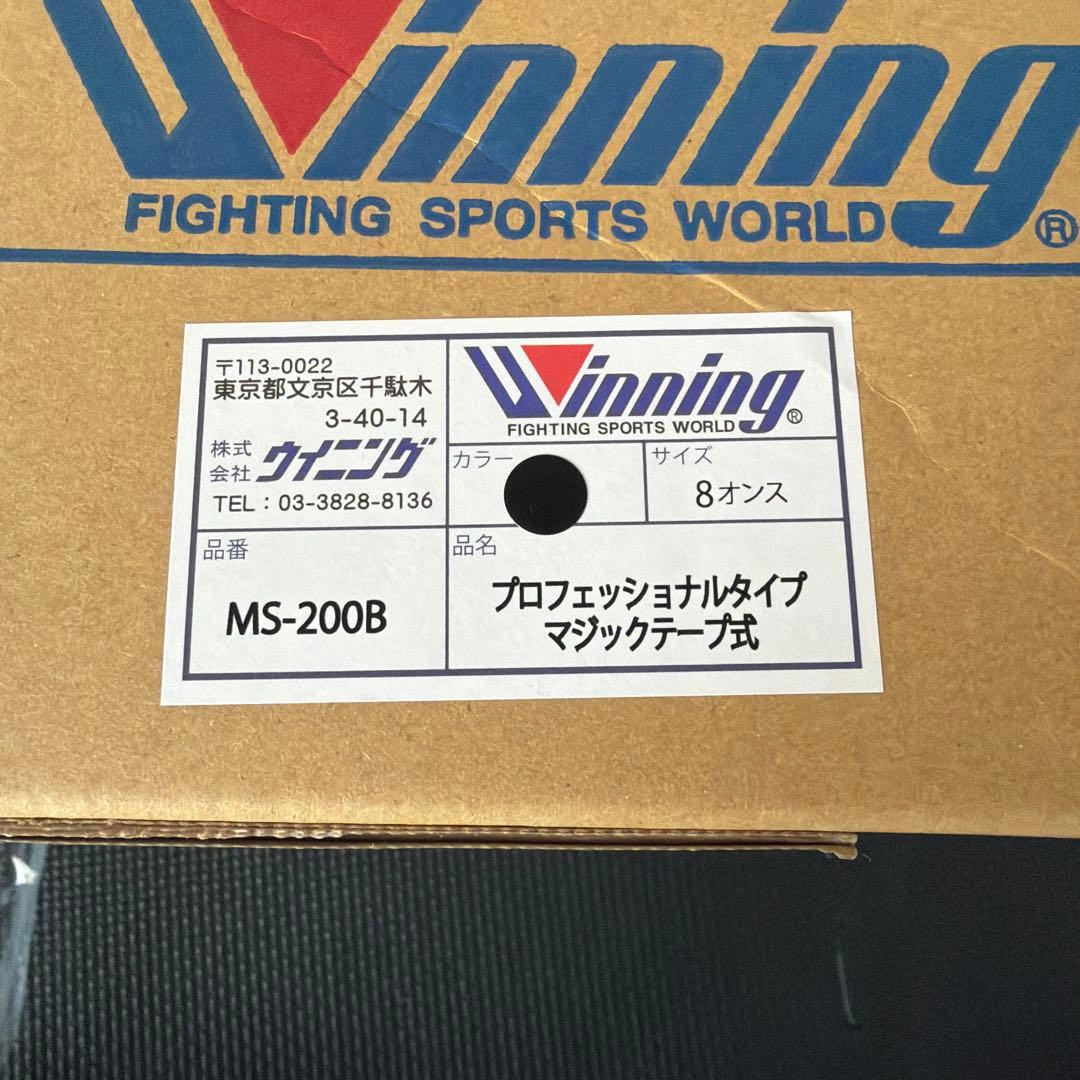 Winning
FIGHTING SPORTS WORLD®
〒113-0022
東京都文京区千駄木
3-40-14
株式会社 ウイニング
TEL：03-3828-8136
Winning®
FIGHTING SPORTS WORLD
カラー
サイズ
8オンス
品番
MS-200B
品名
プロフェッショナルタイプ
マジックテープ式